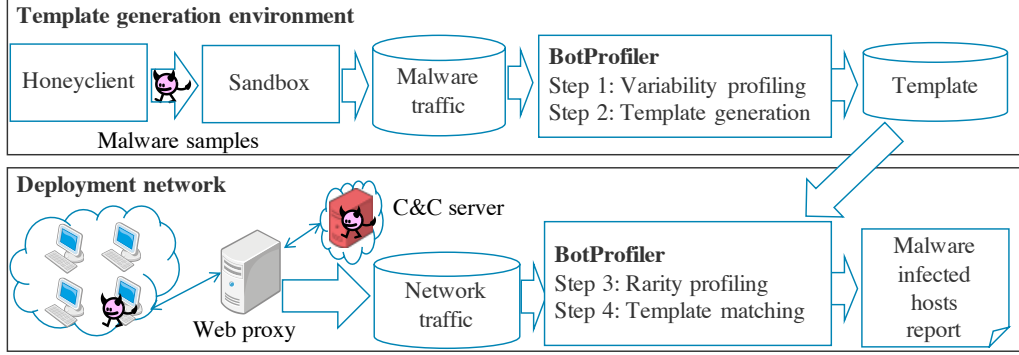 Template generation environment
Honeyclient
Malware samples
Sandbox
Malware
traffic
BotProfiler
Step 1: Variability profiling
Step 2: Template generation
Template
Deployment network
C&C server
Web proxy
Network
traffic
BotProfiler
Step 3: Rarity profiling
Step 4: Template matching
Malware
infected
hosts
report